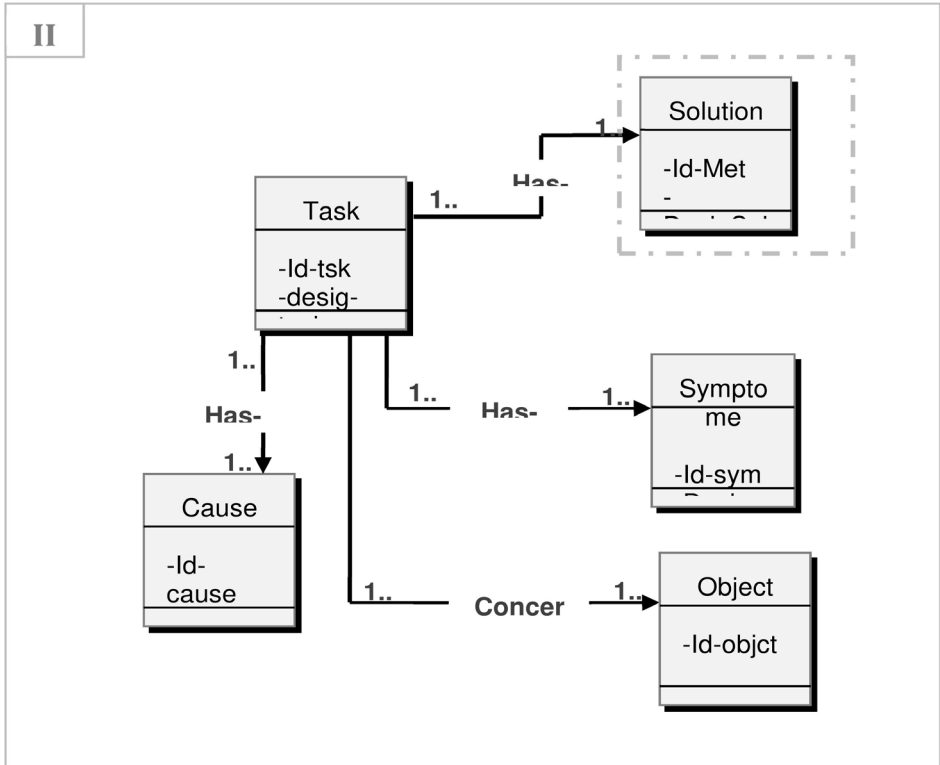 II
Solution
-Id-Met
-
1..
Has-
1..
Task
-Id-tsk
-desig-
1..
Has-
1..
Cause
-Id-
cause
1..
Has-
1..
Sympto
me
-Id-sym
1..
Concer
1..
Object
-Id-objct